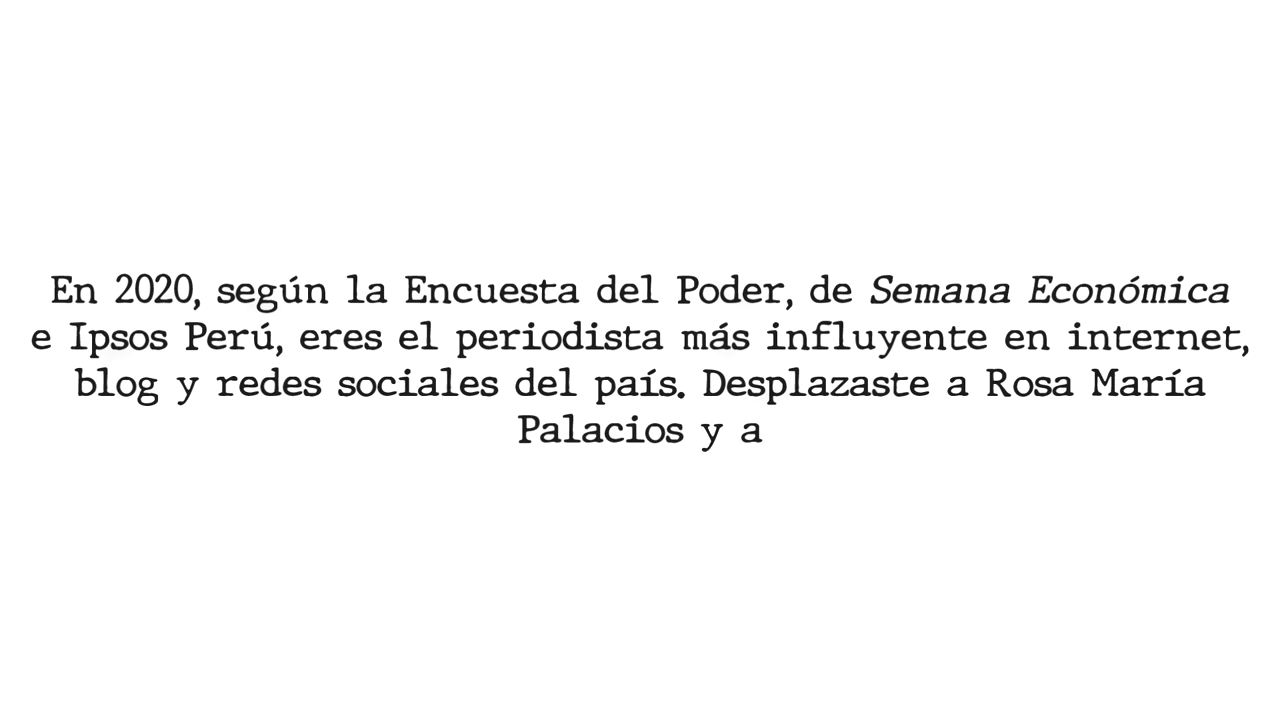 En 2020, según la Encuesta del Poder, de Semana Económica
e Ipsos Perú, eres el periodista más influyente en internet,
blog y redes sociales del país. Desplazaste a Rosa María
Palacios y a